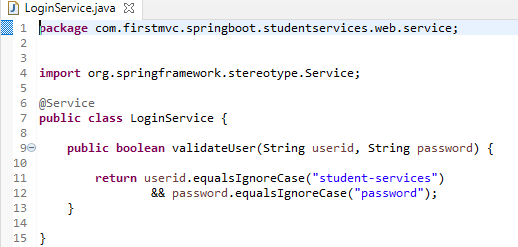 LoginService.java
1 package com.firstmvc.springboot.studentservices.web.service;
2
3
4 import org.springframework.stereotype.Service;
5
6 @Service
7 public class LoginService {
8
9 public boolean validateUser(String userid, String password) {
10
11 return userid.equalsIgnoreCase("student-services")
12 && password.equalsIgnoreCase("password");
13 }
14
15 }